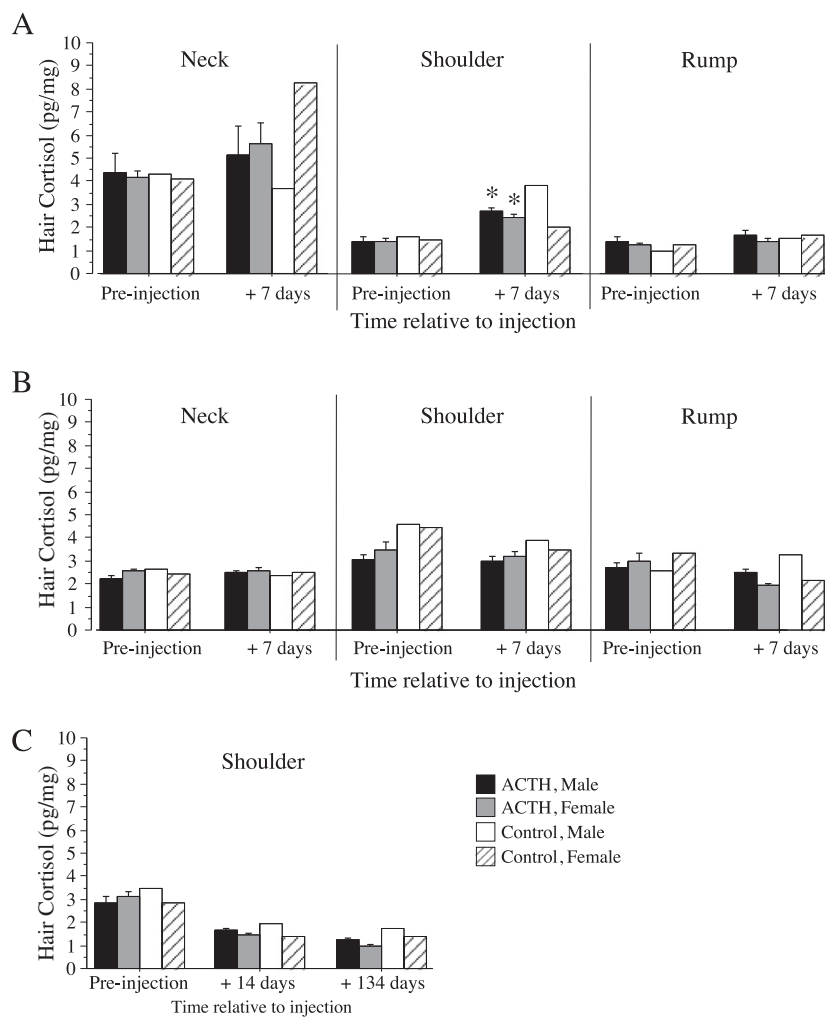 A
Neck Shoulder Rump
Hair Cortisol (pg/mg)
10
9
8
7
6
5
4
3
2
1
0
* *
Pre-injection + 7 days Pre-injection + 7 days Pre-injection + 7 days
Time relative to injection
B
Neck Shoulder Rump
Hair Cortisol (pg/mg)
10
9
8
7
6
5
4
3
2
1
0
Pre-injection + 7 days Pre-injection + 7 days Pre-injection + 7 days
Time relative to injection
C
Shoulder
Hair Cortisol (pg/mg)
10
9
8
7
6
5
4
3
2
1
0
Pre-injection + 14 days + 134 days
Time relative to injection
ACTH, Male
ACTH, Female
Control, Male
Control, Female